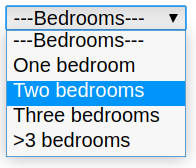 ---Bedrooms---
---Bedrooms---
One bedroom
Two bedrooms
Three bedrooms
>3 bedrooms